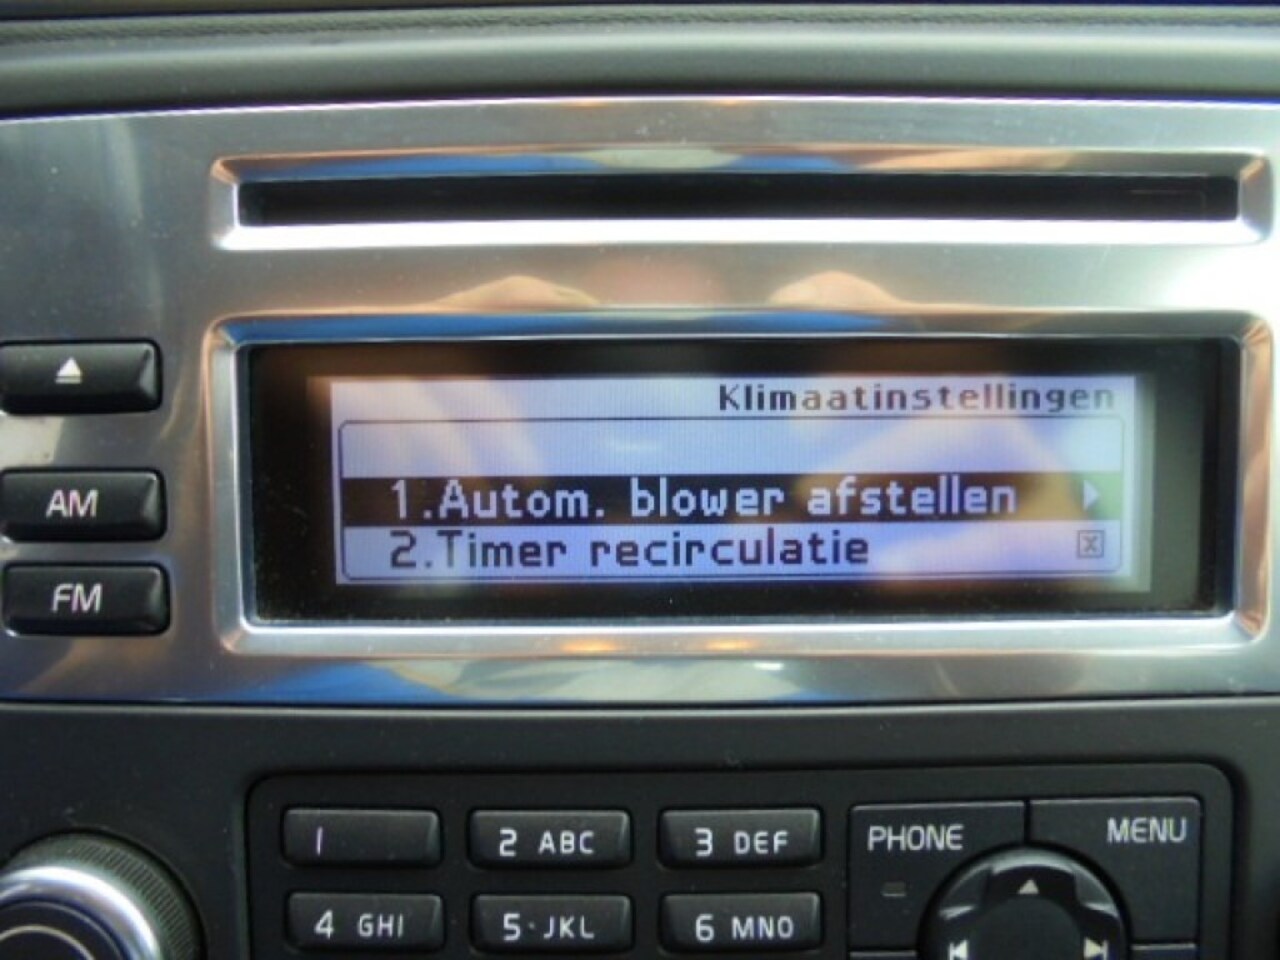 Klimaatinstellingen
1.Autom. blower afstellen
2.Timer recirculatie
AM
FM
1
2 ABC
3 DEF
PHONE
MENU
4 GHI
5 JKL
6 MNO